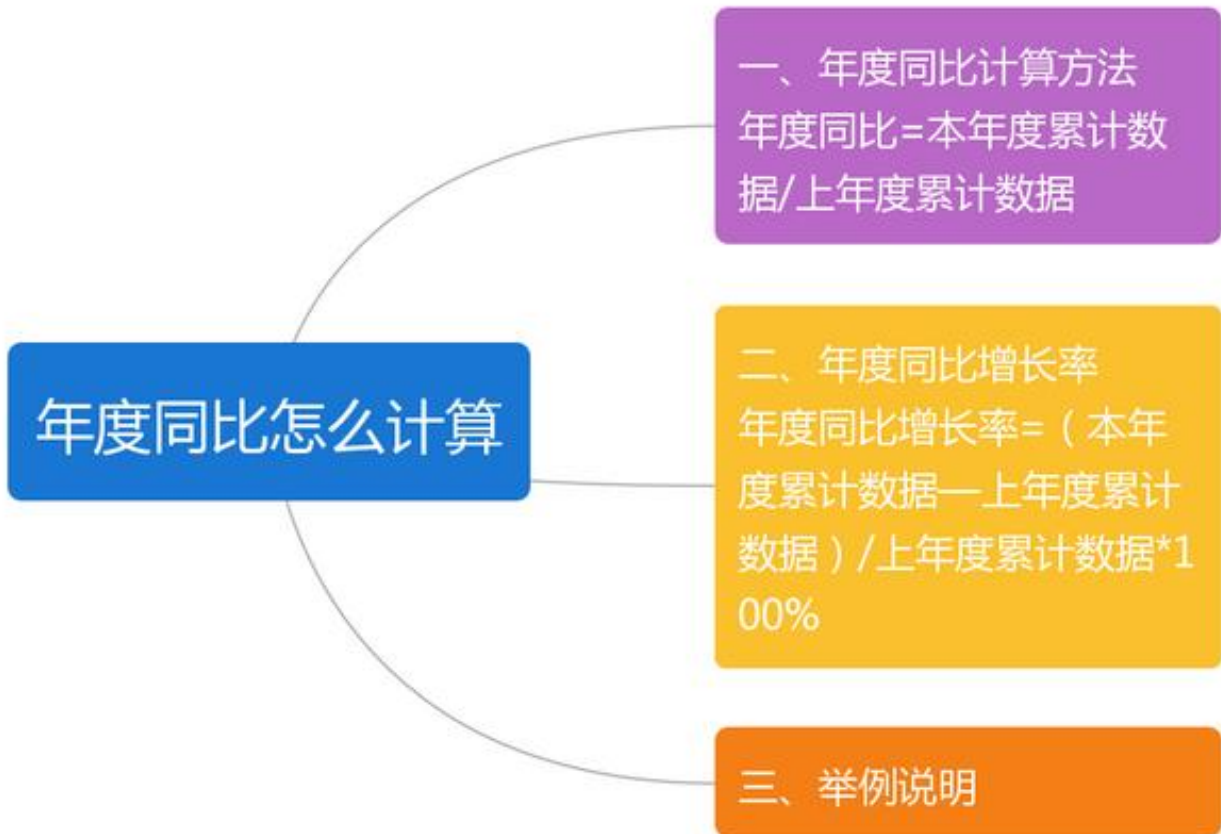 年度同比怎么计算
一、年度同比计算方法
年度同比=本年度累计数
据/上年度累计数据
二、年度同比增长率
年度同比增长率=（本年
度累计数据—上年度累计
数据）/上年度累计数据*1
00%
三、举例说明